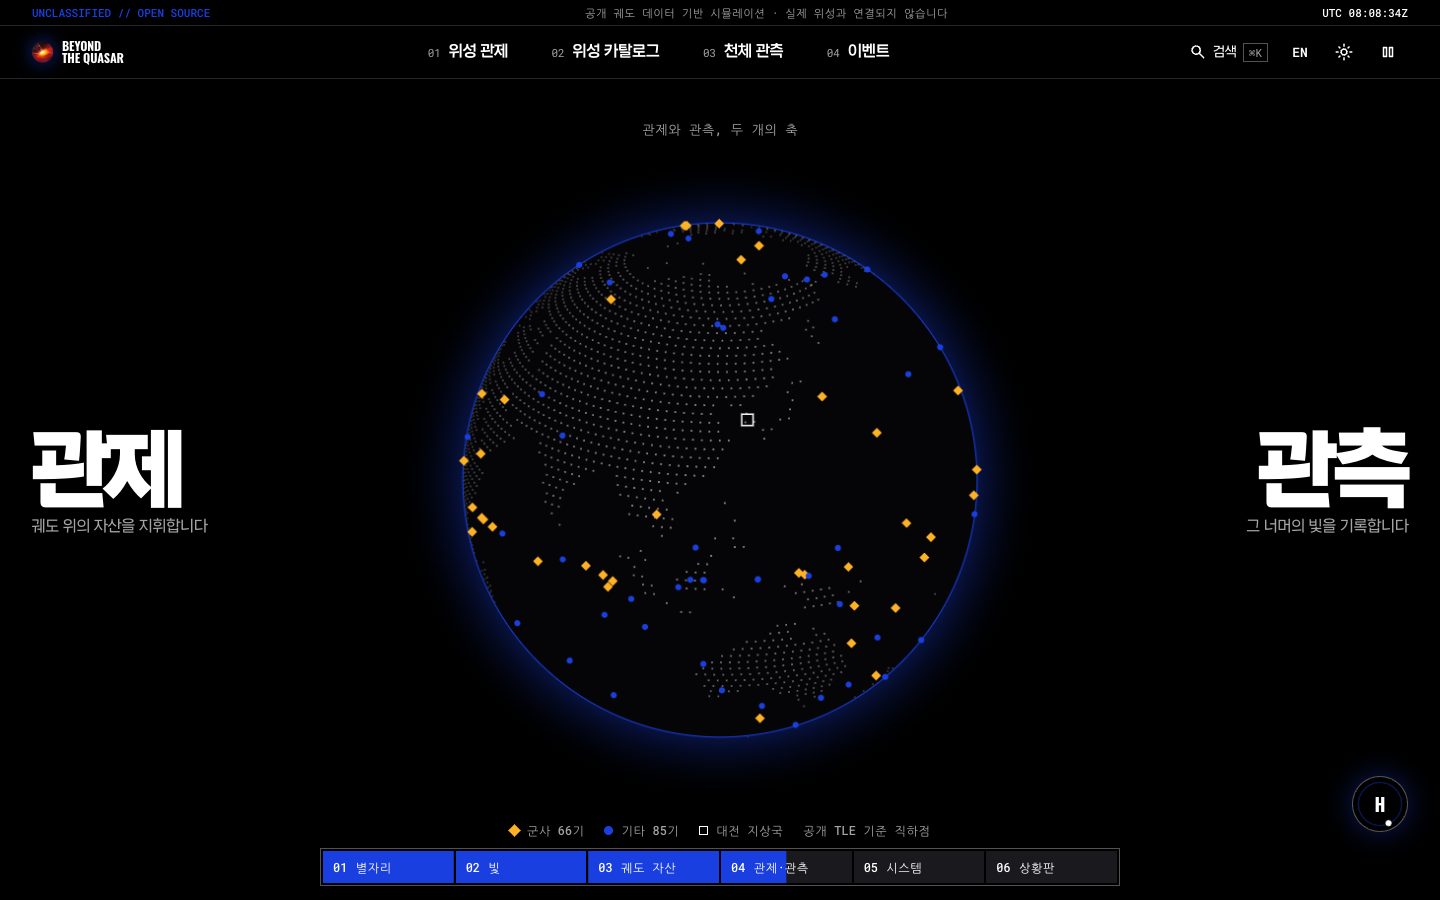 UNCLASSIFIED // OPEN SOURCE
공개 궤도 데이터 기반 시뮬레이션 · 실제 위성과 연결되지 않습니다
UTC 08:08:34Z
BEYOND
THE QUASAR
01 위성 관제
02 위성 카탈로그
03 천체 관측
04 이벤트
검색 ⌘K
EN
관제와 관측, 두 개의 축
관제
궤도 위의 자산을 지휘합니다
관측
그 너머의 빛을 기록합니다
H
군사 66기
기타 85기
대전 지상국
공개 TLE 기준 직하점
01 별자리
02 빛
03 궤도 자산
04 관제·관측
05 시스템
06 상황판